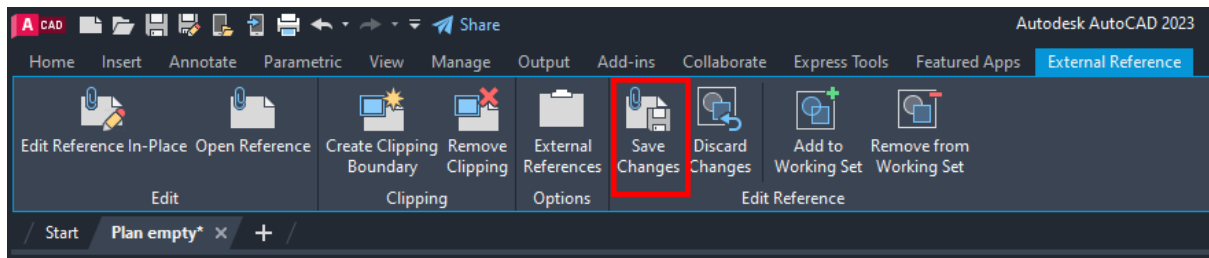 A CAD Share Autodesk AutoCAD 2023
Home Insert Annotate Parametric View Manage Output Add-ins Collaborate Express Tools Featured Apps External Reference
Edit Reference In-Place Open Reference Create Clipping Remove External Save Discard Add to Remove from
Boundary Clipping References Changes Changes Working Set Working Set
Edit Clipping Options Edit Reference
Start Plan empty*